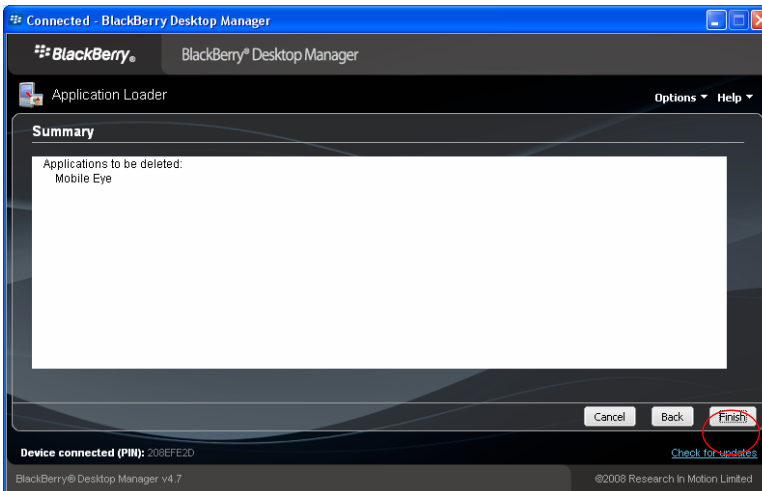 Connected - BlackBerry Desktop Manager
BlackBerry® BlackBerry® Desktop Manager
Application Loader Options Help
Summary
Applications to be deleted:
Mobile Eye
Cancel Back Finish
Device connected (PIN): 208EFE2D Check for updates
BlackBerry® Desktop Manager v4.7 ©2008 Research In Motion Limited